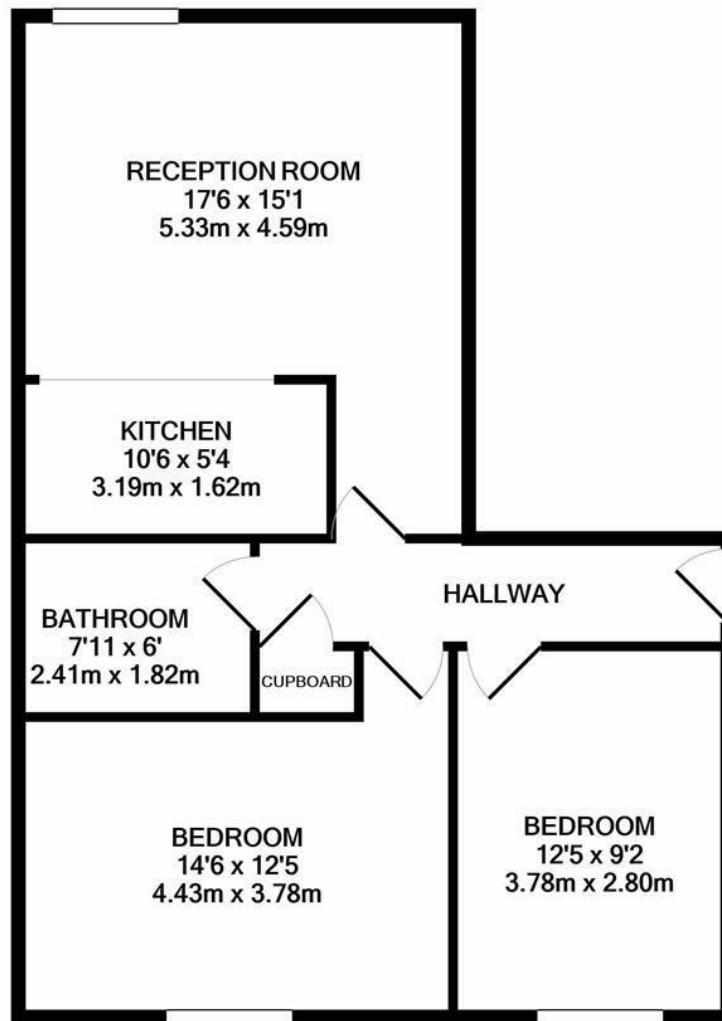 RECEPTION ROOM
17'6 x 15'1
5.33m x 4.59m
KITCHEN
10'6 x 5'4
3.19m x 1.62m
HALLWAY
BATHROOM
7'11 x 6'
2.41m x 1.82m
CUPBOARD
BEDROOM
14'6 x 12'5
4.43m x 3.78m
BEDROOM
12'5 x 9'2
3.78m x 2.80m